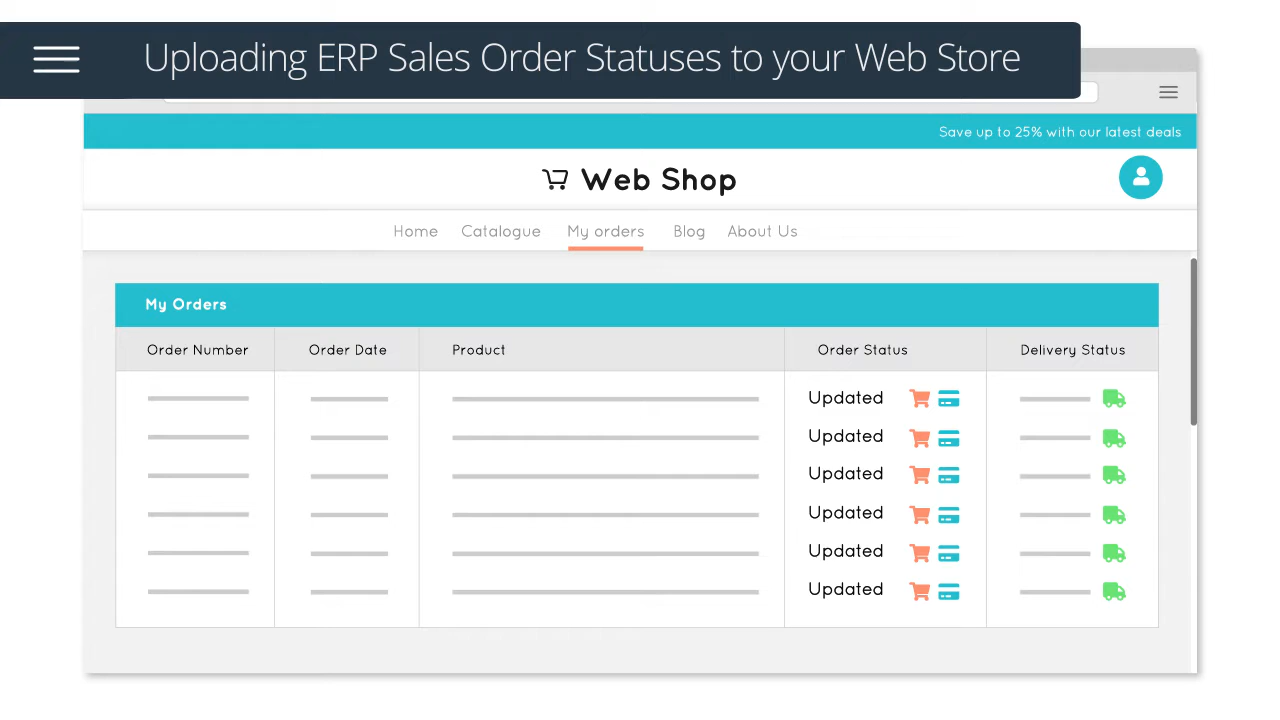 Uploading ERP Sales Order Statuses to your Web Store
Save up to 25% with our latest deals
Web Shop
Home Catalogue My orders Blog About Us
My Orders
Order Number Order Date Product Order Status Delivery Status
Updated
Updated
Updated
Updated
Updated
Updated